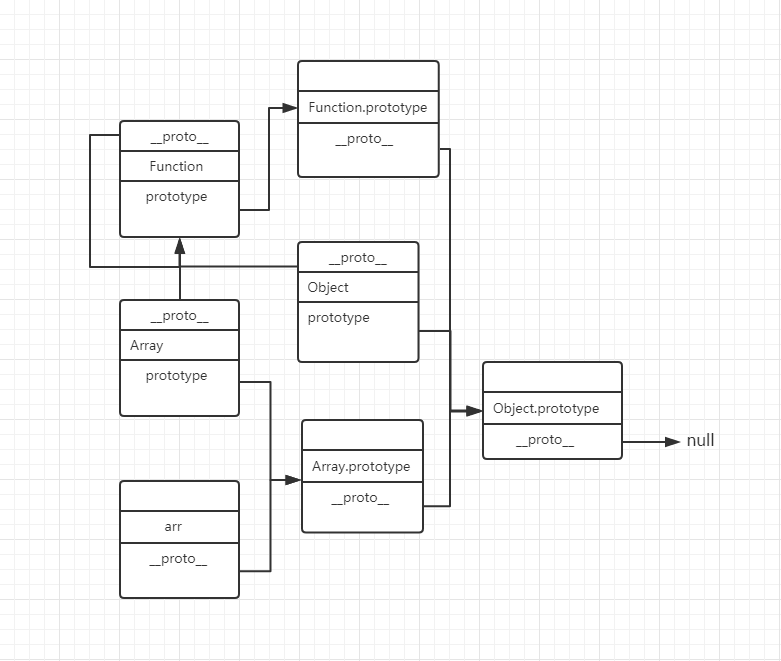 Function.prototype
__proto__
__proto__
Function
prototype
__proto__
Object
prototype
__proto__
Array
prototype
Object.prototype
__proto__
null
Array.prototype
__proto__
arr
__proto__